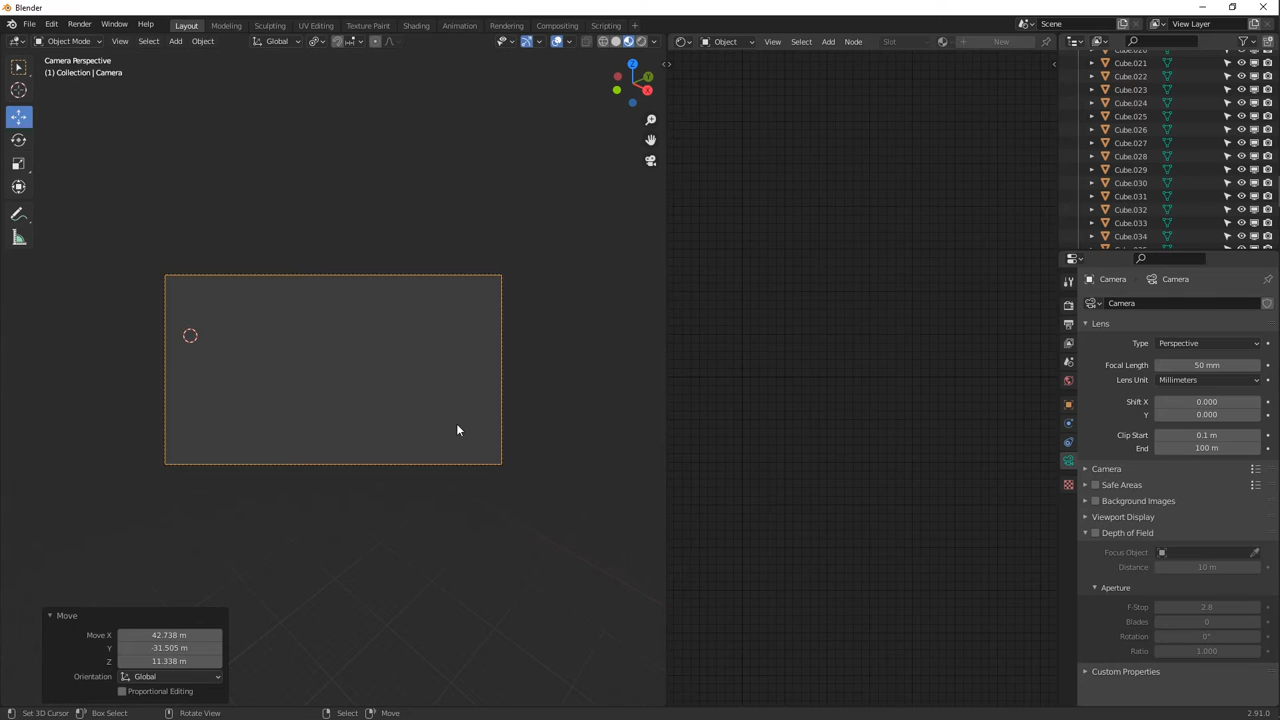 Blender
File Edit Render Window Help
Layout Modeling Sculpting UV Editing Texture Paint Shading Animation Rendering Compositing Scripting +
Scene
View Layer
Object Mode View Select Add Object
Global
Object View Select Add Node
Slot
New
Camera Perspective
(1) Collection | Camera
Z
Y
X
Cube.021
Cube.022
Cube.023
Cube.024
Cube.025
Cube.026
Cube.027
Cube.028
Cube.029
Cube.030
Cube.031
Cube.032
Cube.033
Cube.034
Camera
Camera
Camera
Lens
Type Perspective
Focal Length 50 mm
Lens Unit Millimeters
Shift X 0.000
Y 0.000
Clip Start 0.1 m
End 100 m
Camera
Safe Areas
Background Images
Viewport Display
Depth of Field
Focus Object
Distance 10 m
Aperture
F-Stop 2.8
Blades 0
Rotation 0°
Ratio 1.000
Custom Properties
Move
Move X 42.738 m
Y -31.505 m
Z 11.338 m
Orientation Global
Proportional Editing
Set 3D Cursor Box Select Rotate View Select Move
2.91.0